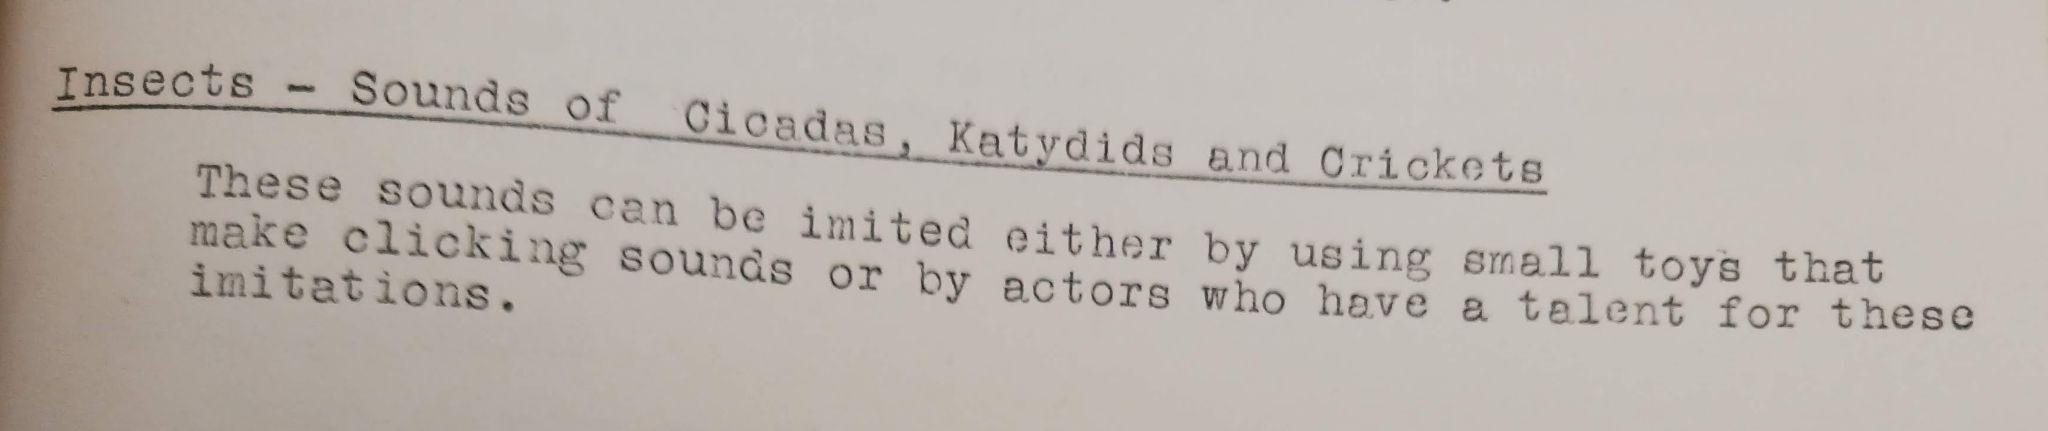 Insects - Sounds of Cicadas, Katydids and Crickets
These sounds can be imited either by using small toys that
make clicking sounds or by actors who have a talent for these
imitations.